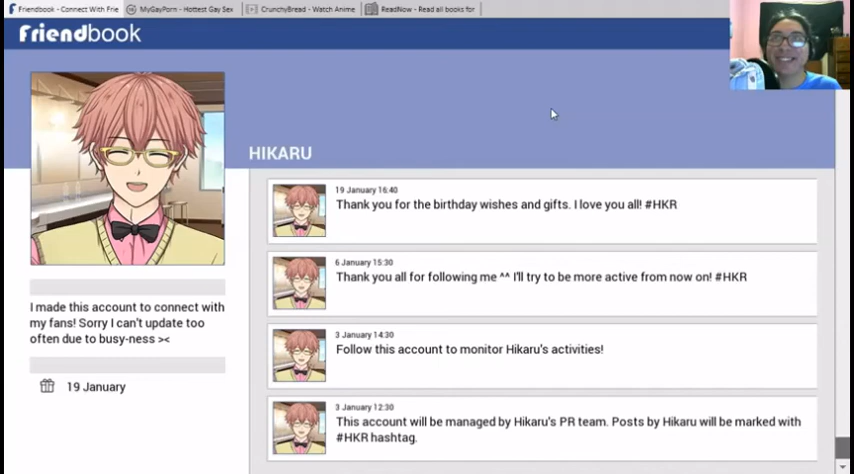 Friendbook - Connect With Frie
MyGayPorn - Hottest Gay Sex
CrunchyBread - Watch Anime
ReadNow - Read all books for
Friendbook
HIKARU
19 January 16:40
Thank you for the birthday wishes and gifts. I love you all! #HKR
6 January 15:30
Thank you all for following me ^^ I'll try to be more active from now on! #HKR
3 January 14:30
Follow this account to monitor Hikaru's activities!
3 January 12:30
This account will be managed by Hikaru's PR team. Posts by Hikaru will be marked with
#HKR hashtag.
I made this account to connect with
my fans! Sorry I can't update too
often due to busy-ness ><
19 January